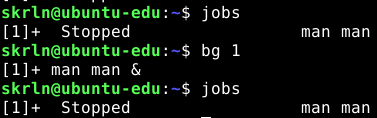 skrln@ubuntu-edu:~$ jobs
[1]+  Stopped                 man man
skrln@ubuntu-edu:~$ bg 1
[1]+ man man &
skrln@ubuntu-edu:~$ jobs
[1]+  Stopped                 man man